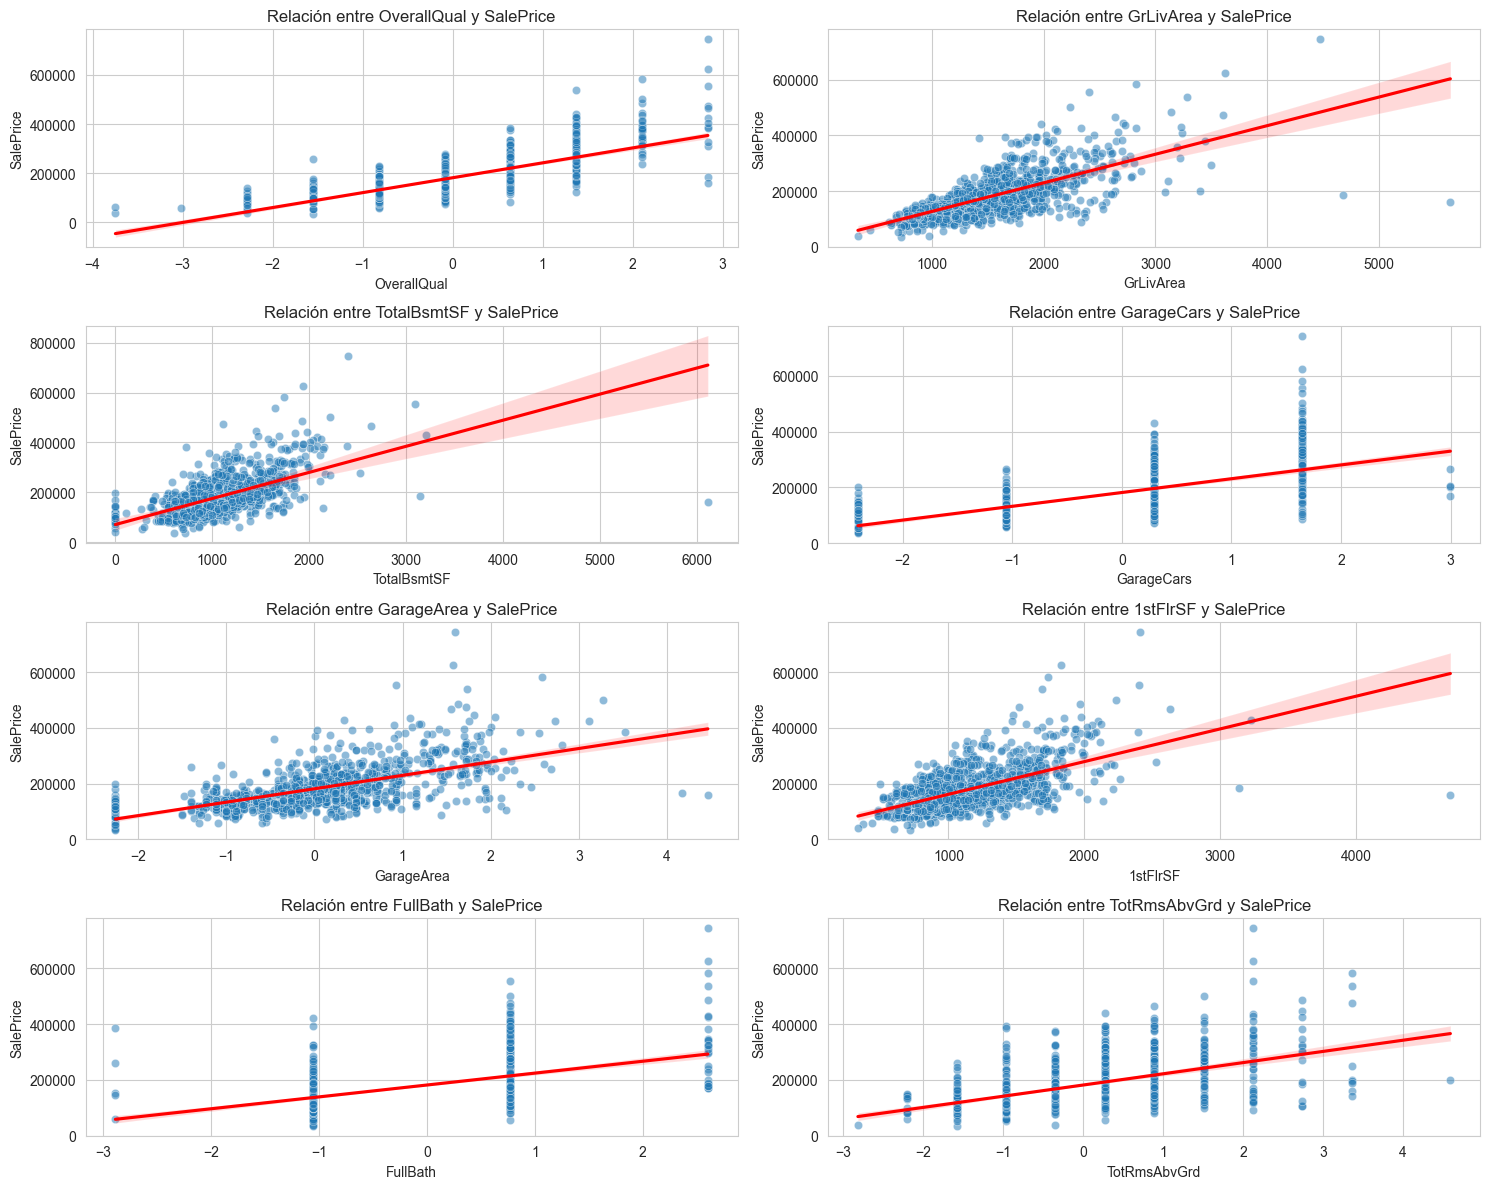 Relación entre OverallQual y SalePrice
SalePrice
600000
400000
200000
0
−4 −3 −2 −1 0 1 2 3
OverallQual
Relación entre GrLivArea y SalePrice
SalePrice
600000
400000
200000
0
1000 2000 3000 4000 5000
GrLivArea
Relación entre TotalBsmtSF y SalePrice
SalePrice
800000
600000
400000
200000
0
0 1000 2000 3000 4000 5000 6000
TotalBsmtSF
Relación entre GarageCars y SalePrice
SalePrice
600000
400000
200000
0
−2 −1 0 1 2 3
GarageCars
Relación entre GarageArea y SalePrice
SalePrice
600000
400000
200000
0
−2 −1 0 1 2 3 4
GarageArea
Relación entre 1stFlrSF y SalePrice
SalePrice
600000
400000
200000
0
1000 2000 3000 4000
1stFlrSF
Relación entre FullBath y SalePrice
SalePrice
600000
400000
200000
0
−3 −2 −1 0 1 2
FullBath
Relación entre TotRmsAbvGrd y SalePrice
SalePrice
600000
400000
200000
0
−3 −2 −1 0 1 2 3 4
TotRmsAbvGrd